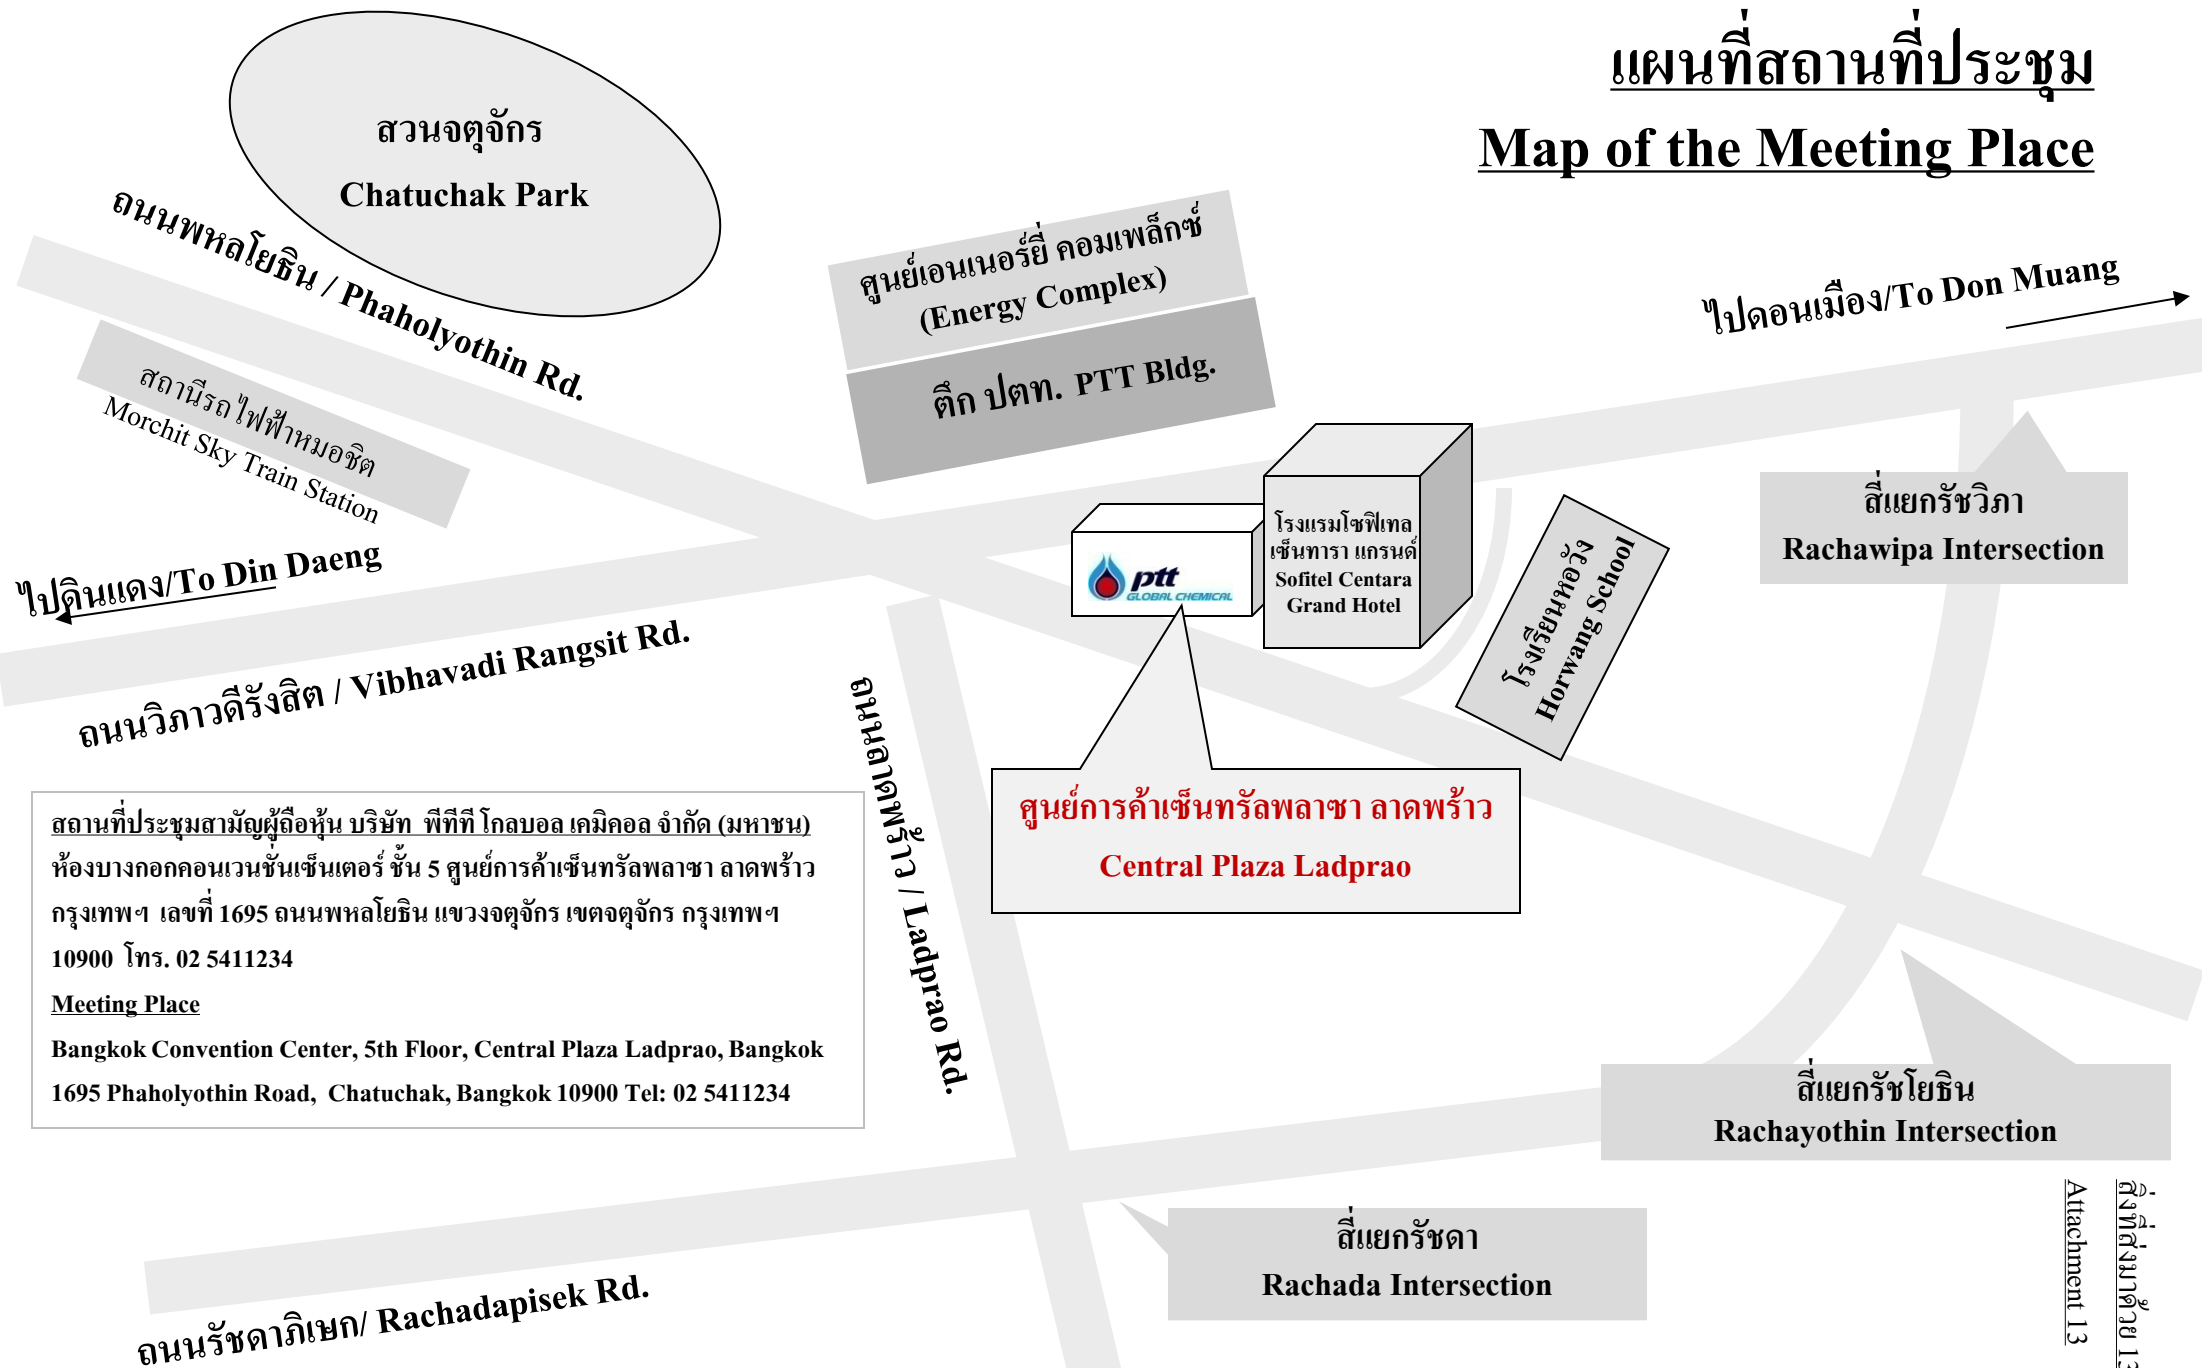 แผนที่สถานที่ประชุม
Map of the Meeting Place
สวนจตุจักร
Chatuchak Park
ถนนพหลโยธิน / Phaholyothin Rd.
สถานีรถไฟฟ้าหมอชิต
Morchit Sky Train Station
ศูนย์เอนเนอร์ยี่ คอมเพล็กซ์
(Energy Complex)
ตึก ปตท. PTT Bldg.
ไปดอนเมือง/To Don Muang
สี่แยกรัชวิภา
Rachawipa Intersection
ptt
GLOBAL CHEMICAL
โรงแรมโซฟิเทล
เซ็นทารา แกรนด์
Sofitel Centara
Grand Hotel
โรงเรียนหอวัง
Horwang School
ไปดินแดง/To Din Daeng
ถนนวิภาวดีรังสิต / Vibhavadi Rangsit Rd.
ถนนลาดพร้าว / Ladprao Rd.
ศูนย์การค้าเซ็นทรัลพลาซา ลาดพร้าว
Central Plaza Ladprao
สถานที่ประชุมสามัญผู้ถือหุ้น บริษัท พีทีที โกลบอล เคมิคอล จำกัด (มหาชน)
ห้องบางกอกคอนเวนชั่นเซ็นเตอร์ ชั้น 5 ศูนย์การค้าเซ็นทรัลพลาซา ลาดพร้าว
กรุงเทพฯ เลขที่ 1695 ถนนพหลโยธิน แขวงจตุจักร เขตจตุจักร กรุงเทพฯ
10900 โทร. 02 5411234
Meeting Place
Bangkok Convention Center, 5th Floor, Central Plaza Ladprao, Bangkok
1695 Phaholyothin Road, Chatuchak, Bangkok 10900 Tel: 02 5411234
สี่แยกรัชโยธิน
Rachayothin Intersection
สี่แยกรัชดา
Rachada Intersection
ถนนรัชดาภิเษก/ Rachadapisek Rd.
สิ่งที่ส่งมาด้วย 13
Attachment 13